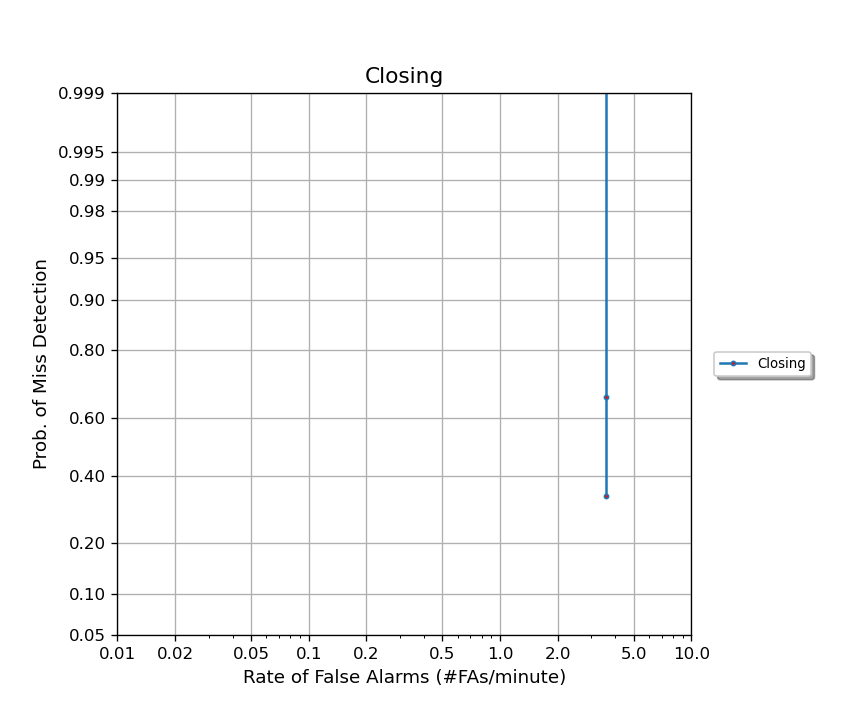 Closing
0.999
0.995
0.99
0.98
0.95
0.90
0.80
0.60
0.40
0.20
0.10
0.05
Prob. of Miss Detection
0.01 0.02 0.05 0.1 0.2 0.5 1.0 2.0 5.0 10.0
Rate of False Alarms (#FAs/minute)
Closing